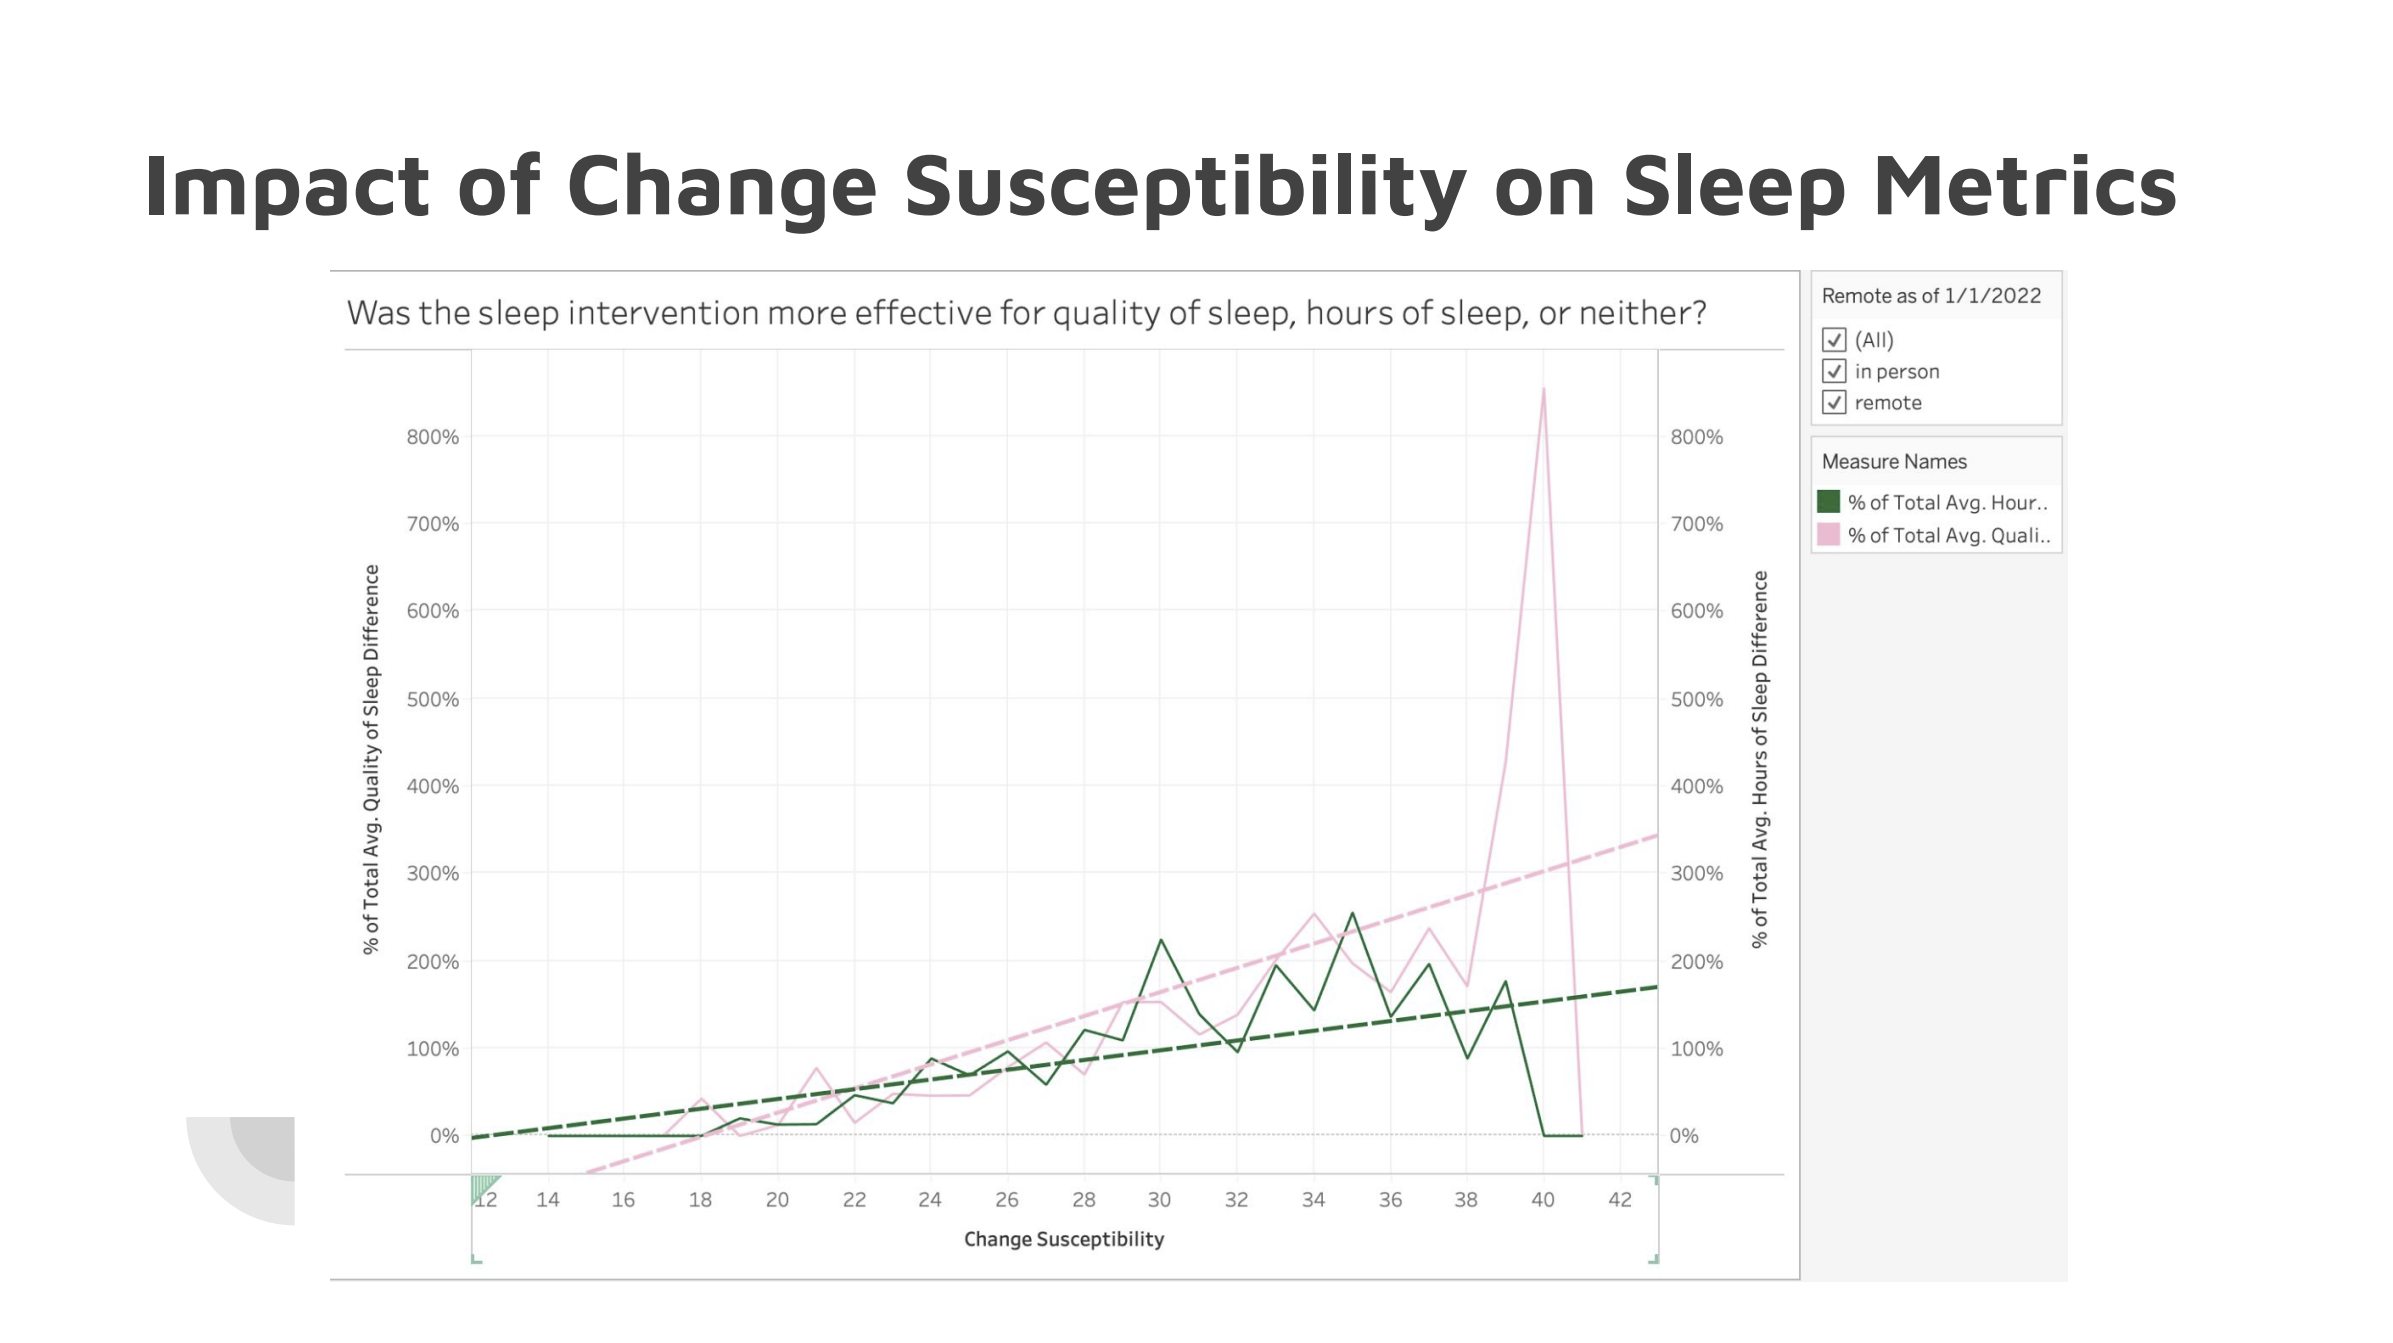 Impact of Change Susceptibility on Sleep Metrics
Was the sleep intervention more effective for quality of sleep, hours of sleep, or neither?
% of Total Avg. Quality of Sleep Difference
800%
700%
600%
500%
400%
300%
200%
100%
0%
800%
700%
600%
500%
400%
300%
200%
100%
0%
% of Total Avg. Hours of Sleep Difference
12 14 16 18 20 22 24 26 28 30 32 34 36 38 40 42
Change Susceptibility
Remote as of 1/1/2022
(All)
in person
remote
Measure Names
% of Total Avg. Hour..
% of Total Avg. Quali..